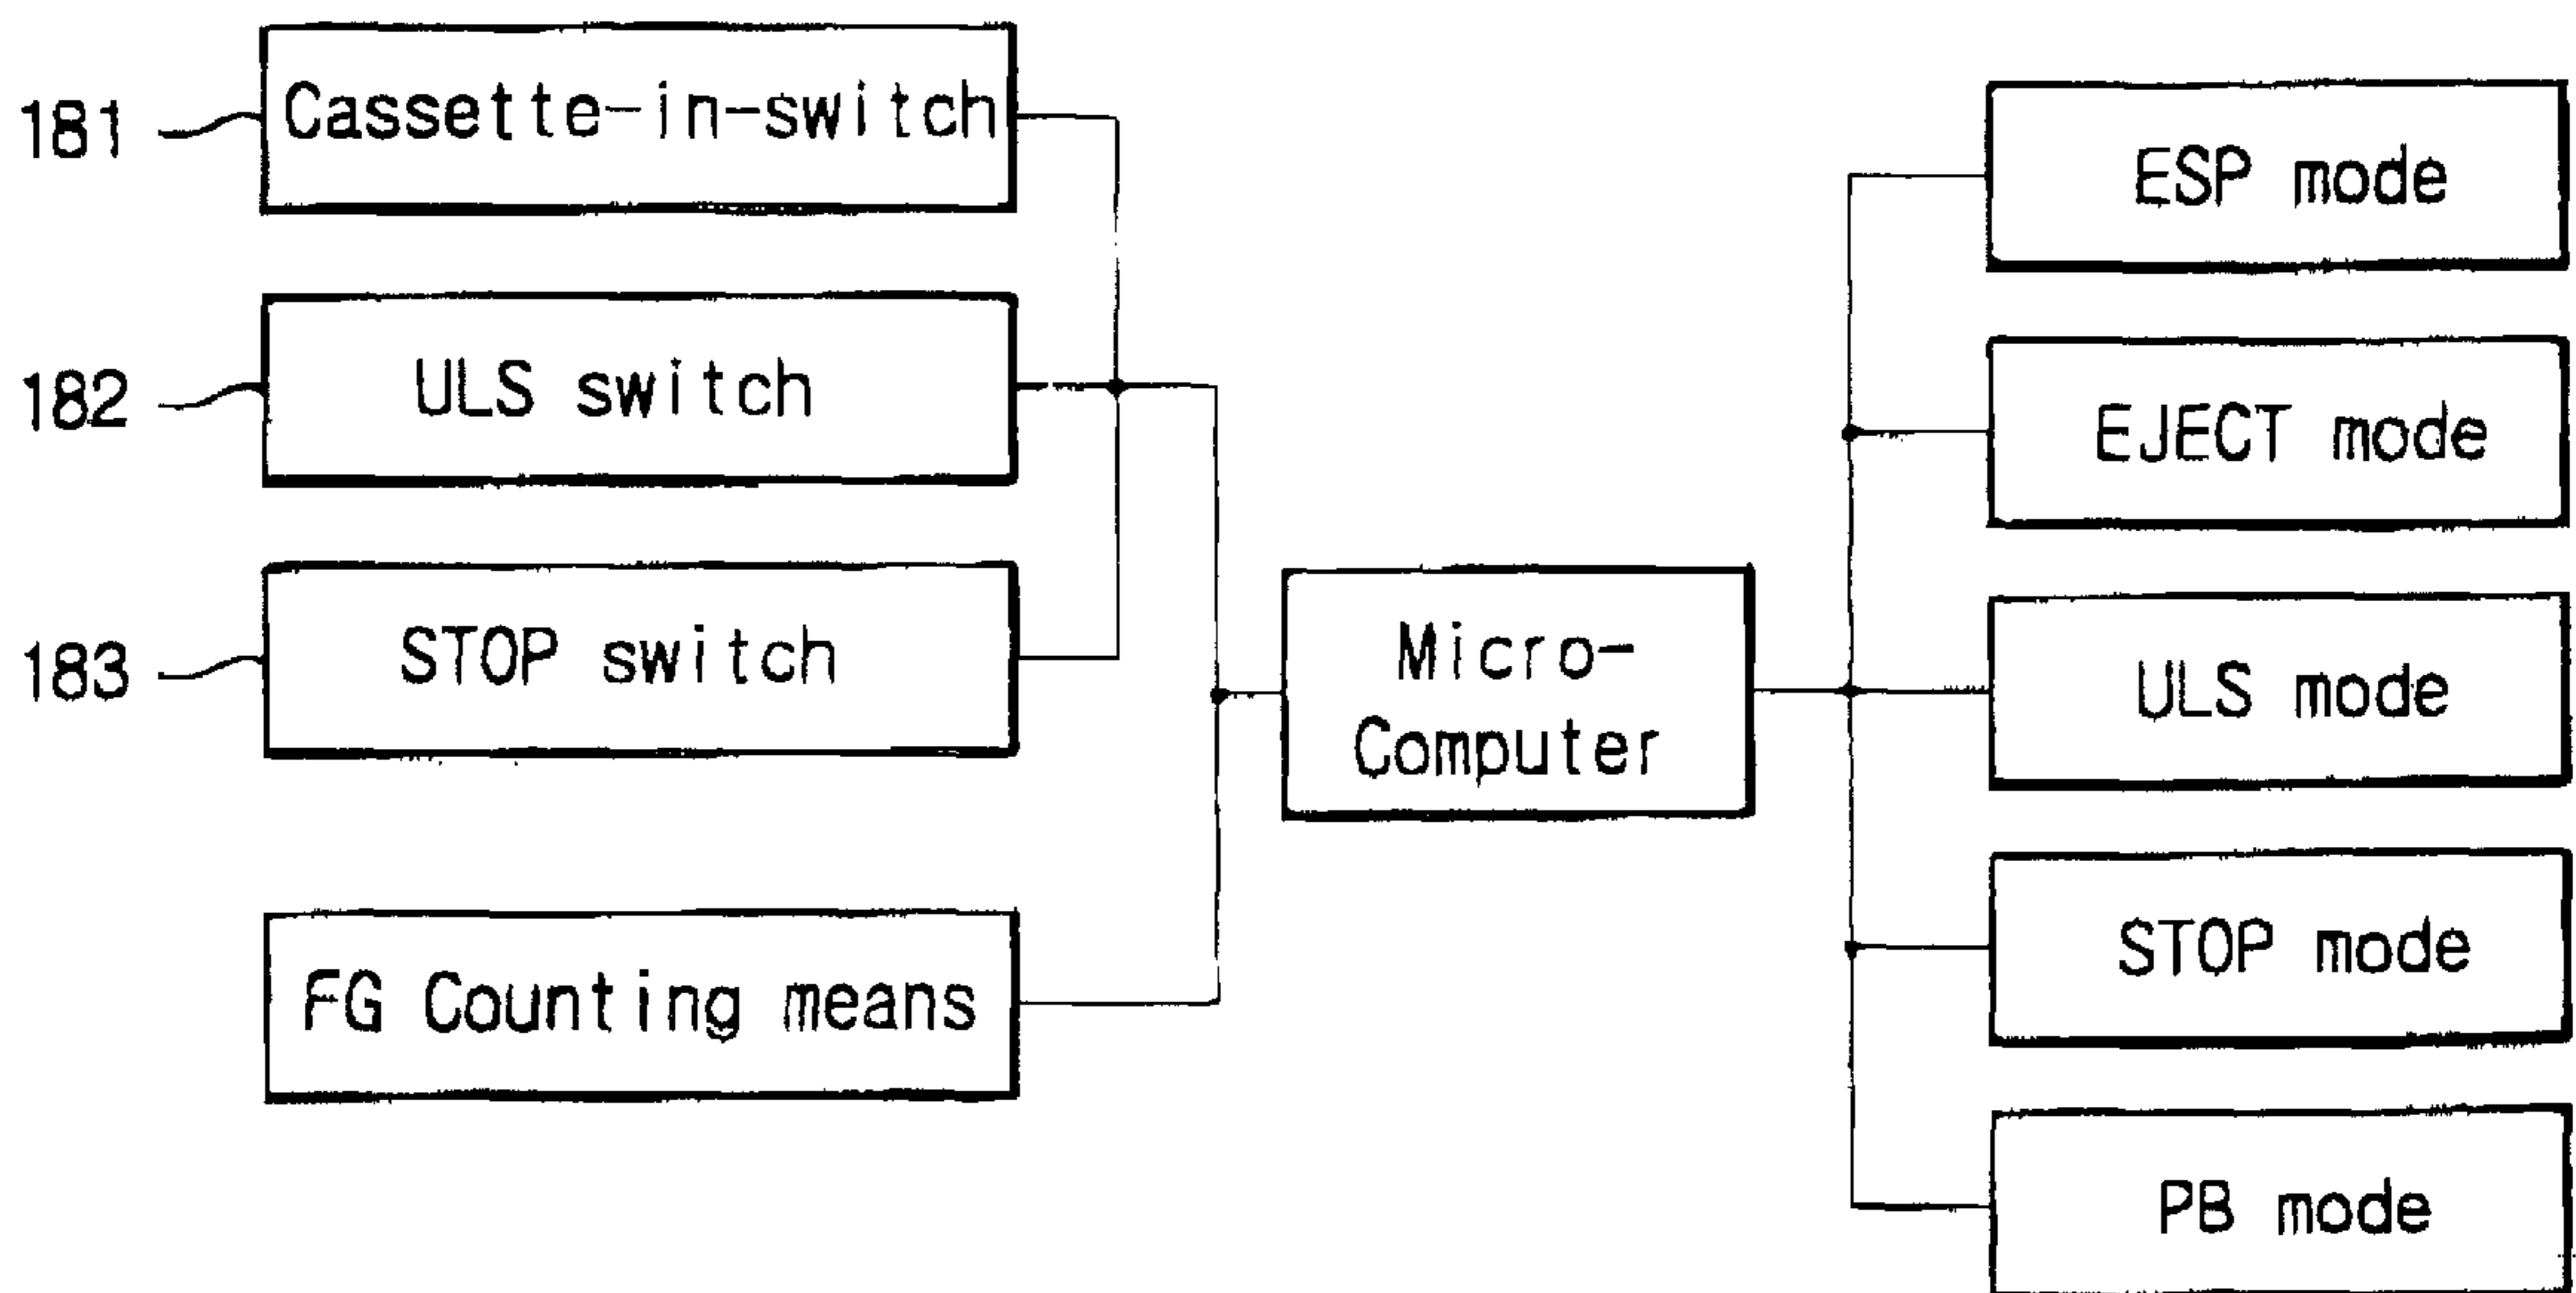 181
Cassette-in-switch
182
ULS switch
183
STOP switch
FG Counting means
Micro-
Computer
ESP mode
EJECT mode
ULS mode
STOP mode
PB mode